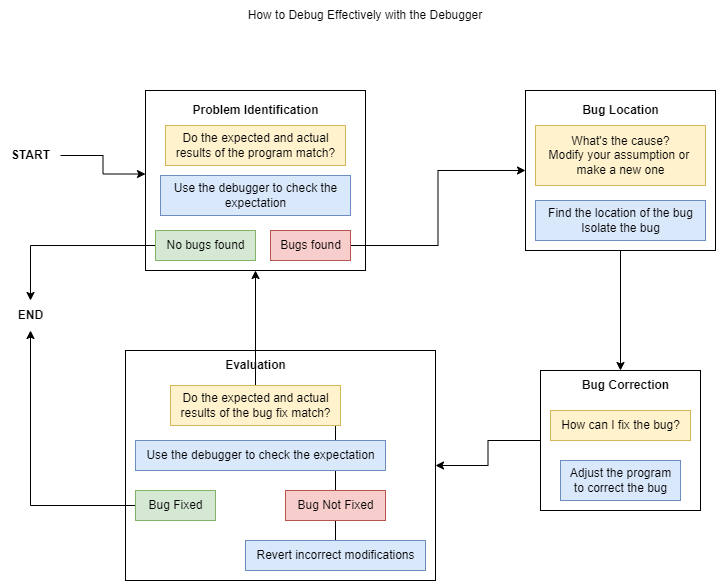 How to Debug Effectively with the Debugger
START
Problem Identification
Do the expected and actual
results of the program match?
Use the debugger to check the
expectation
No bugs found
Bugs found
Bug Location
What's the cause?
Modify your assumption or
make a new one
Find the location of the bug
Isolate the bug
END
Evaluation
Do the expected and actual
results of the bug fix match?
Use the debugger to check the expectation
Bug Fixed
Bug Not Fixed
Revert incorrect modifications
Bug Correction
How can I fix the bug?
Adjust the program
to correct the bug